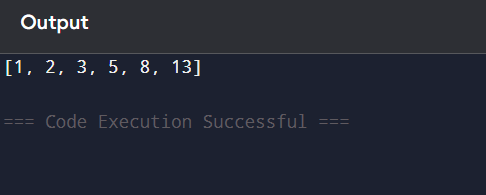 Output
[1, 2, 3, 5, 8, 13]
=== Code Execution Successful ===